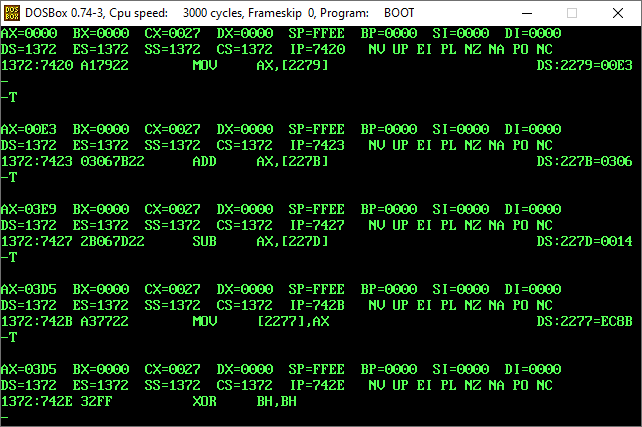 DOSBox 0.74-3, Cpu speed: 3000 cycles, Frameskip 0, Program: BOOT
AX=0000 BX=0000 CX=0027 DX=0000 SP=FFEE BP=0000 SI=0000 DI=0000
DS=1372 ES=1372 SS=1372 CS=1372 IP=7420 NV UP EI PL NZ NA PO NC
1372:7420 A17922 MOV AX,[2279] DS:2279=00E3
-
-T
AX=00E3 BX=0000 CX=0027 DX=0000 SP=FFEE BP=0000 SI=0000 DI=0000
DS=1372 ES=1372 SS=1372 CS=1372 IP=7423 NV UP EI PL NZ NA PO NC
1372:7423 03067B22 ADD AX,[227B] DS:227B=0306
-T
AX=03E9 BX=0000 CX=0027 DX=0000 SP=FFEE BP=0000 SI=0000 DI=0000
DS=1372 ES=1372 SS=1372 CS=1372 IP=7427 NV UP EI PL NZ NA PO NC
1372:7427 2B067D22 SUB AX,[227D] DS:227D=0014
-T
AX=03D5 BX=0000 CX=0027 DX=0000 SP=FFEE BP=0000 SI=0000 DI=0000
DS=1372 ES=1372 SS=1372 CS=1372 IP=742B NV UP EI PL NZ NA PO NC
1372:742B A37722 MOV [2277],AX DS:2277=EC8B
-T
AX=03D5 BX=0000 CX=0027 DX=0000 SP=FFEE BP=0000 SI=0000 DI=0000
DS=1372 ES=1372 SS=1372 CS=1372 IP=742E NV UP EI PL NZ NA PO NC
1372:742E 32FF XOR BH,BH
-